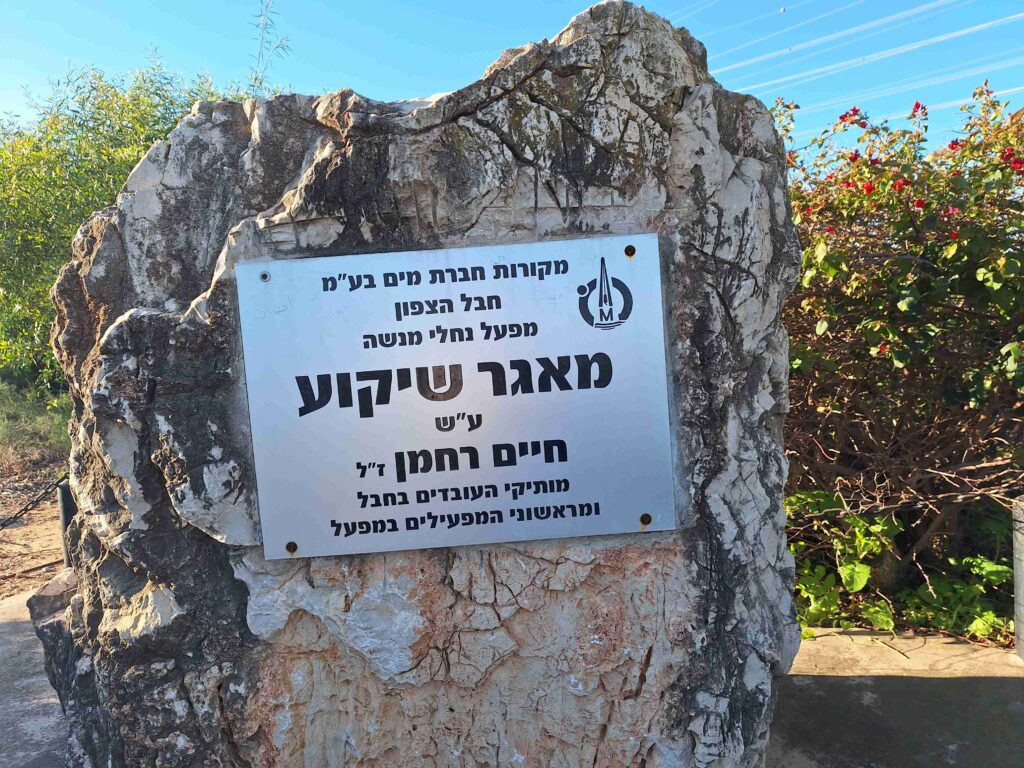 מקורות חברת מים בע"מ
חבל הצפון
מפעל נחלי מנשה
M
מאגר שיקוע
ע"ש
חיים רחמן ז"ל
מותיקי העובדים בחבל
ומראשוני המפעילים במפעל